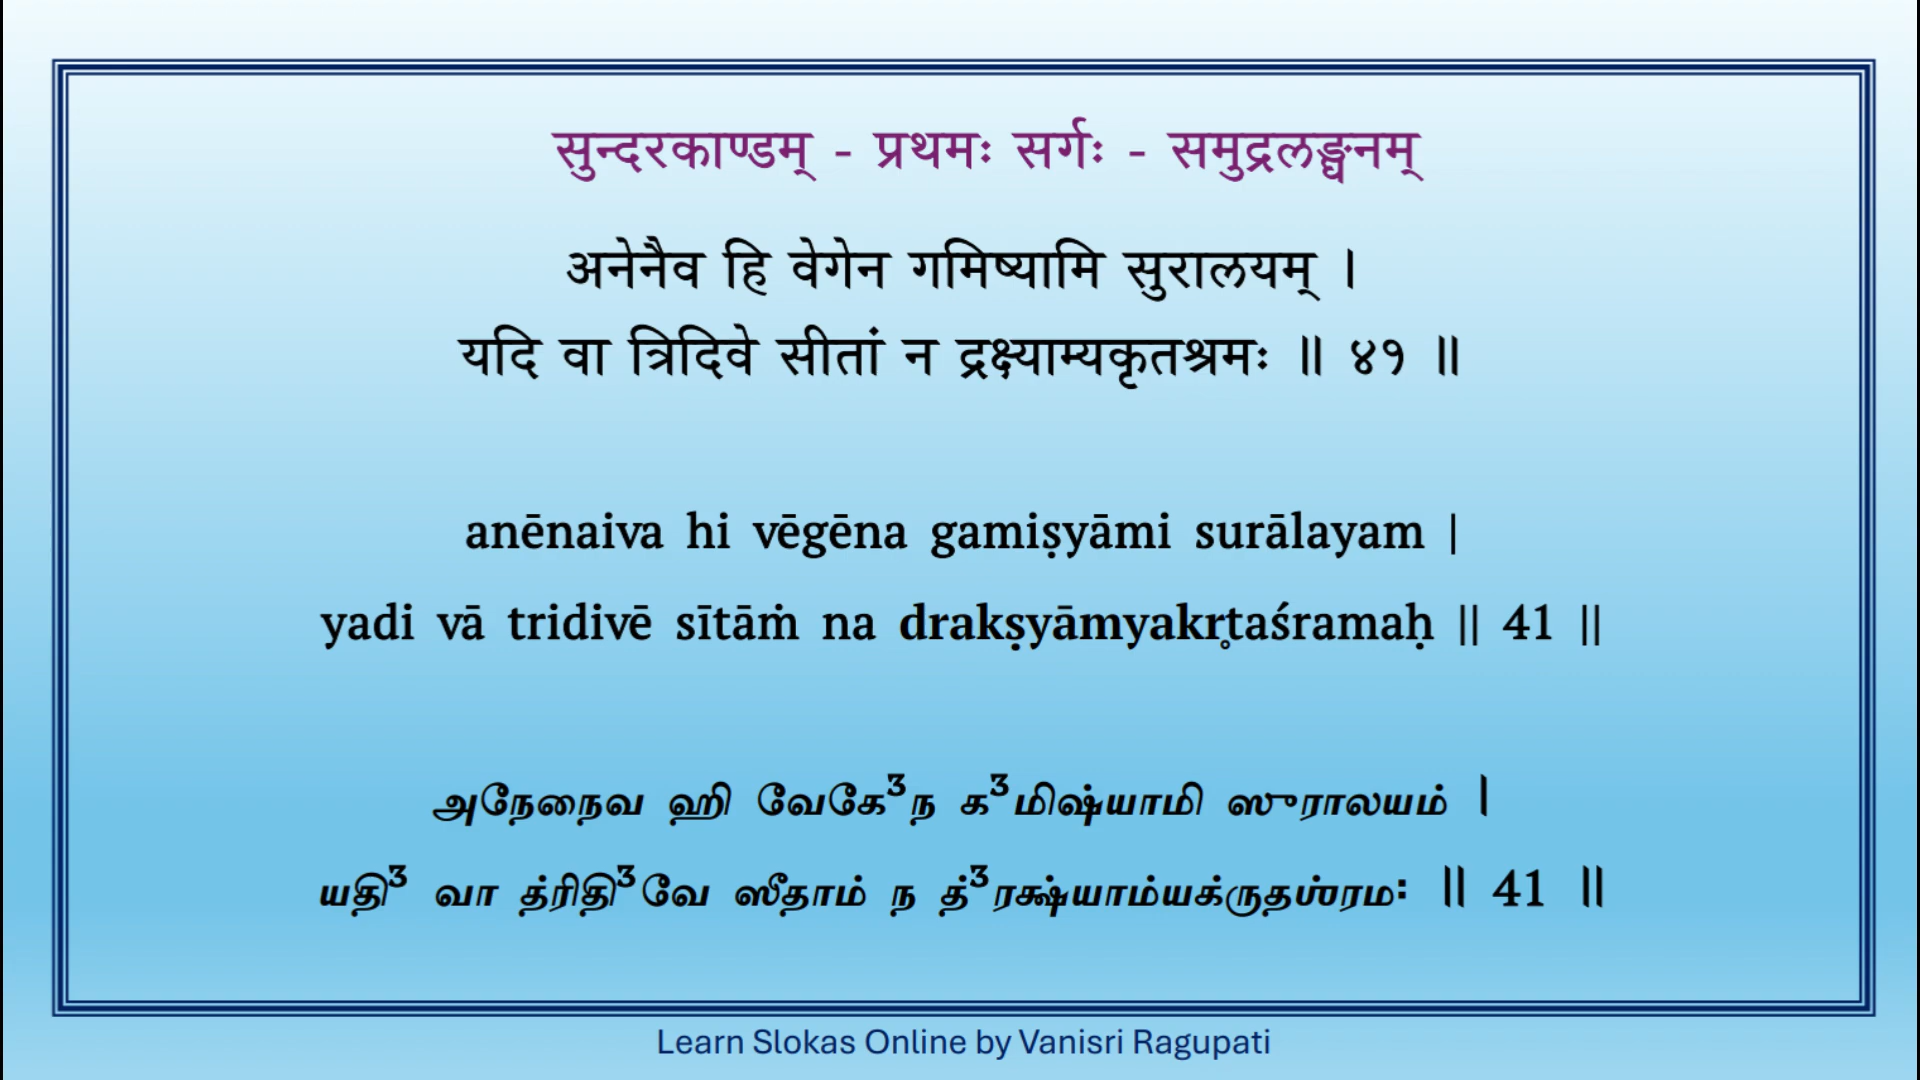 सुन्दरकाण्डम् - प्रथमः सर्गः - समुद्रलङ्घनम्
अनेनैव हि वेगेन गमिष्यामि सुरालयम् ।
यदि वा त्रिदिवे सीतां न द्रक्ष्याम्यकृतश्रमः ॥ ४१ ॥
anēnaiva hi vēgēna gamiṣyāmi surālayam |
yadi vā tridivē sītāṁ na drakṣyāmyakr̥taśramaḥ || 41 ||
அநேநைவ ஹி வேகே³ந க³மிஷ்யாமி ஸுராலயம் ।
யதி³ வா த்ரிதி³வே ஸீதாம் ந த்³ரக்ஷ்யாம்யக்ருதஶ்ரம꞉ ॥ 41 ॥
Learn Slokas Online by Vanisri Ragupati